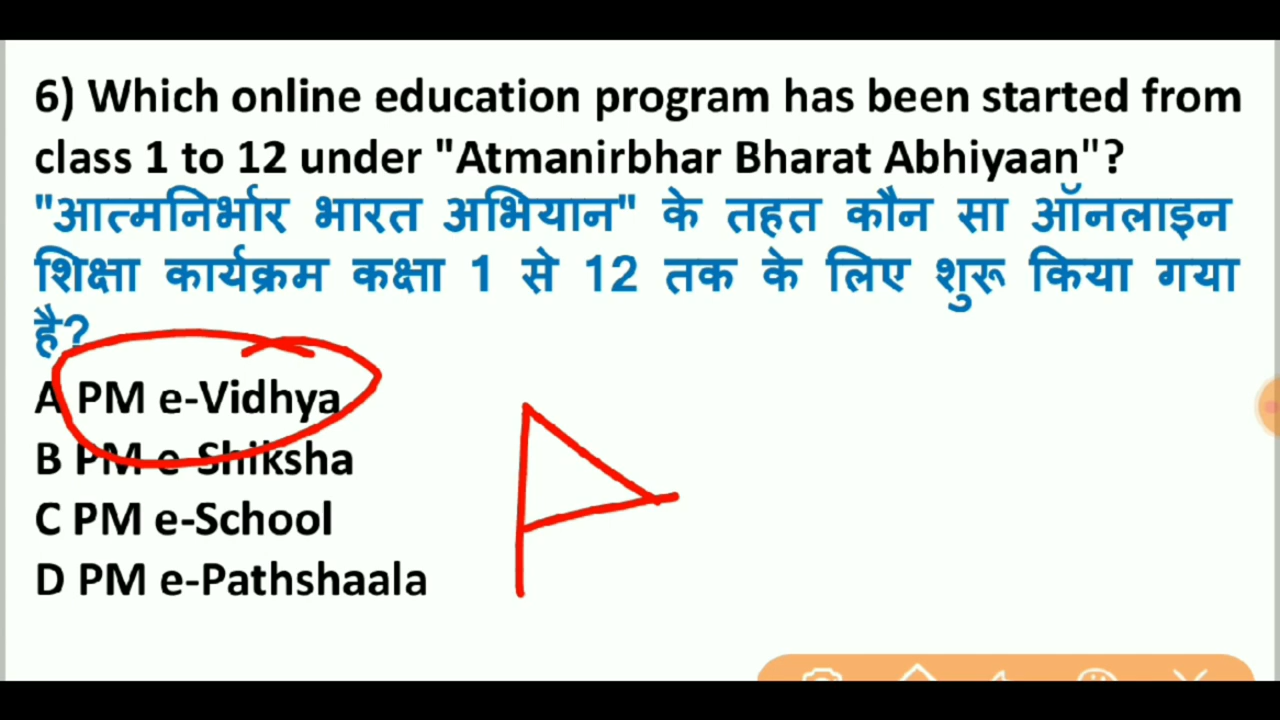 6) Which online education program has been started from
class 1 to 12 under "Atmanirbhar Bharat Abhiyaan"?
"आत्मनिर्भार भारत अभियान" के तहत कौन सा ऑनलाइन
शिक्षा कार्यक्रम कक्षा 1 से 12 तक के लिए शुरू किया गया
है?
A PM e-Vidhya
B PM e-Shiksha
C PM e-School
D PM e-Pathshaala